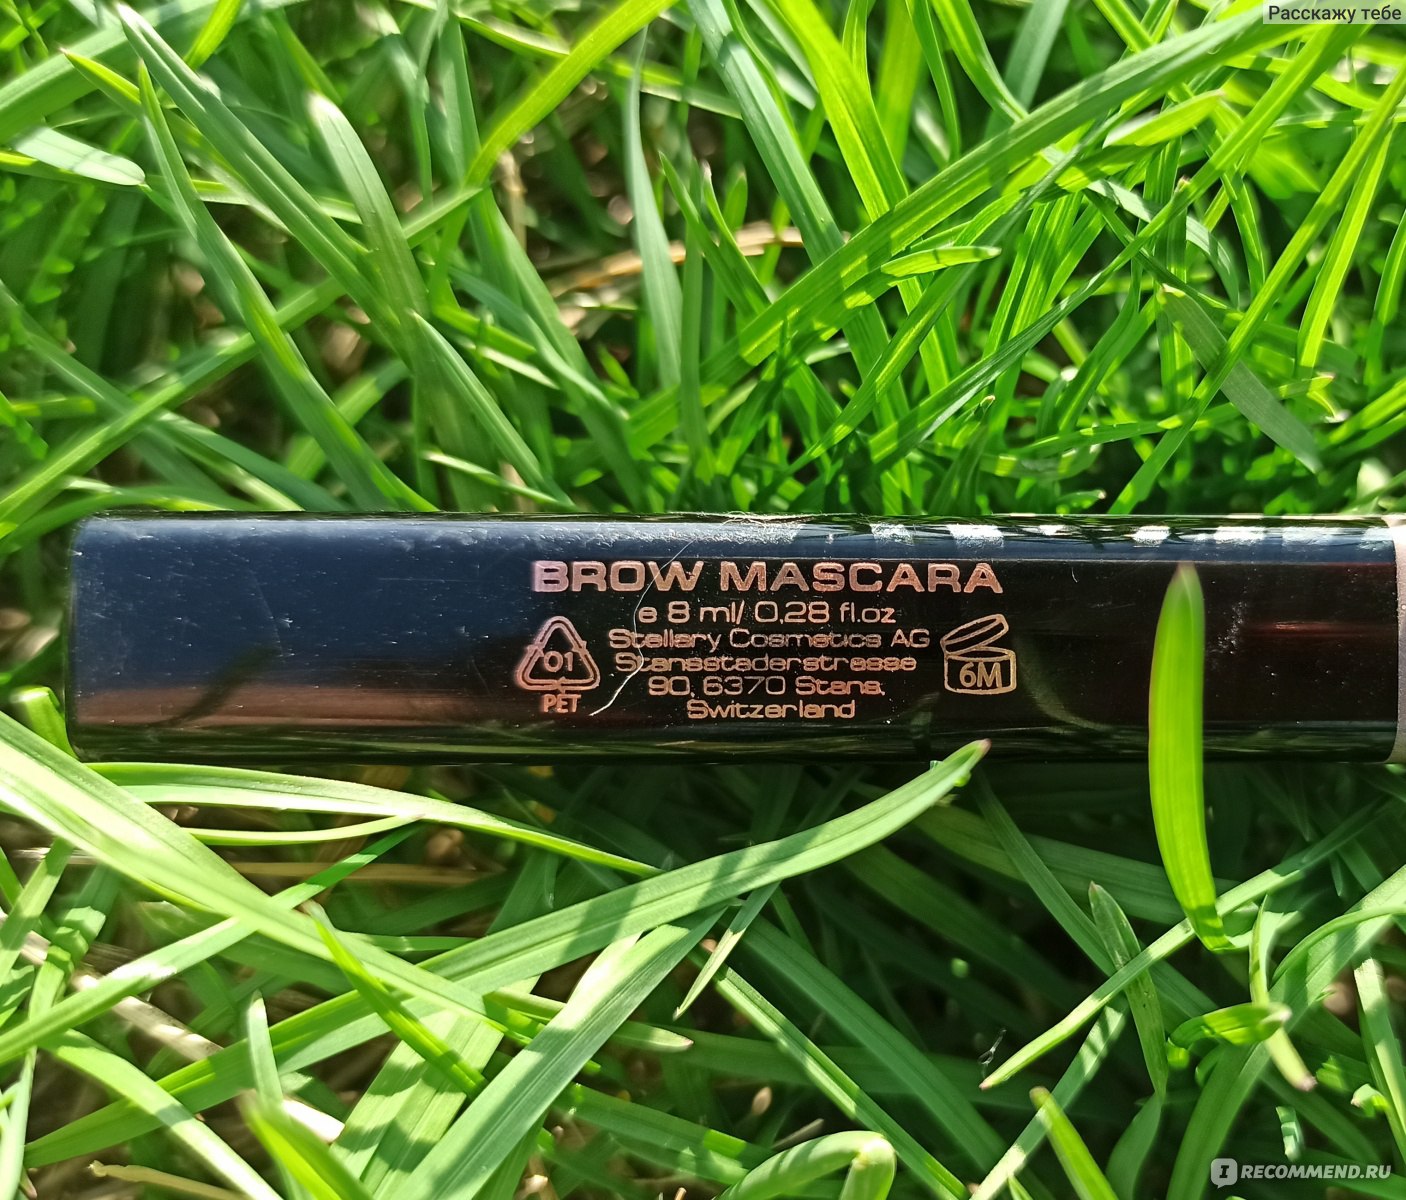 Расскажу тебе
BROW MASCARA
e 8 ml/ 0.28 fl.oz
Stellary Cosmetics AG
Stansstaderstrasse
90, 6370 Stans,
Switzerland
01
PET
6M
IRECOMMEND.RU